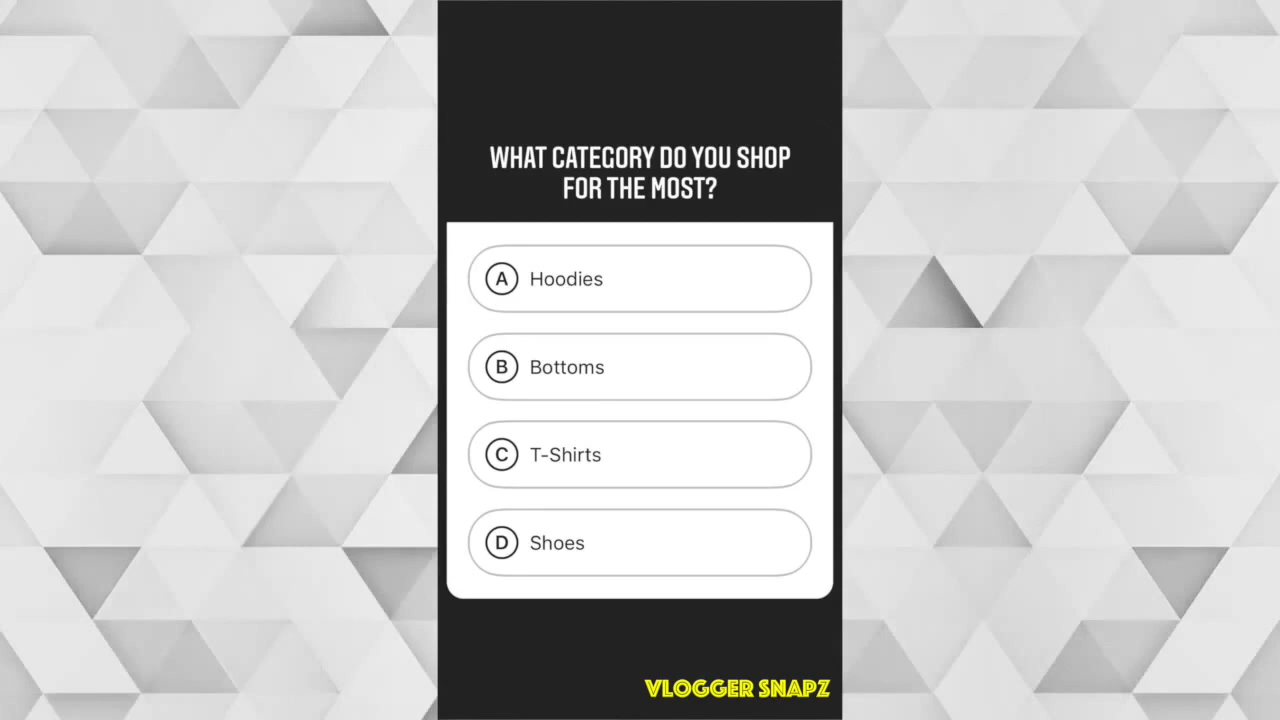 WHAT CATEGORY DO YOU SHOP
FOR THE MOST?
A Hoodies
B Bottoms
C T-Shirts
D Shoes
VLOGGER SNAPZ